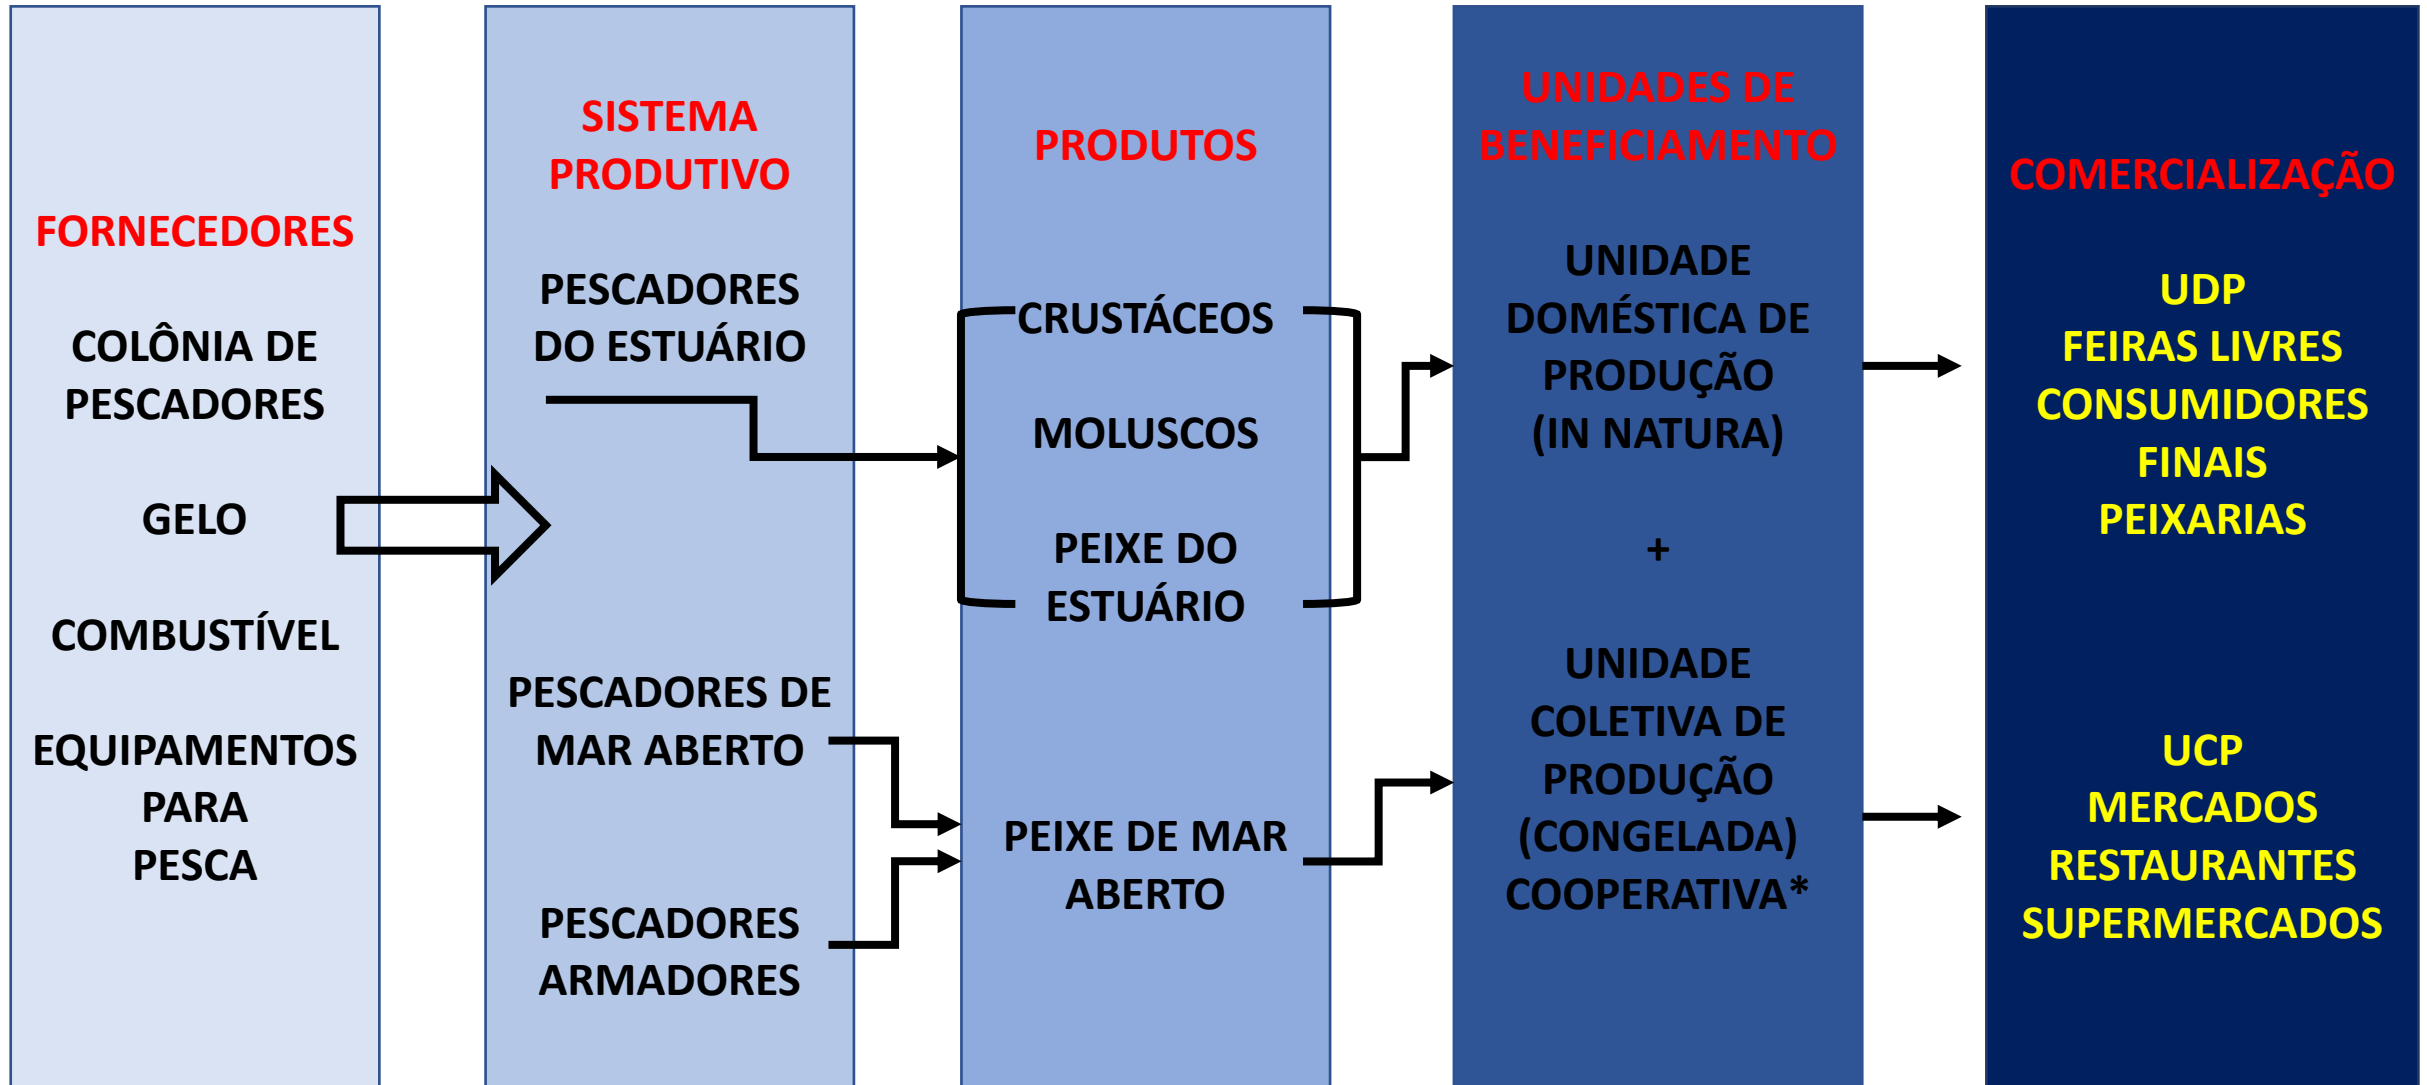 FORNECEDORES
COLÔNIA DE
PESCADORES
GELO
COMBUSTÍVEL
EQUIPAMENTOS
PARA
PESCA
SISTEMA
PRODUTIVO
PESCADORES
DO ESTUÁRIO
PESCADORES DE
MAR ABERTO
PESCADORES
ARMADORES
PRODUTOS
CRUSTÁCEOS
MOLUSCOS
PEIXE DO
ESTUÁRIO
PEIXE DE MAR
ABERTO
UNIDADES DE
BENEFICIAMENTO
UNIDADE
DOMÉSTICA DE
PRODUÇÃO
(IN NATURA)
+
UNIDADE
COLETIVA DE
PRODUÇÃO
(CONGELADA)
COOPERATIVA*
COMERCIALIZAÇÃO
UDP
FEIRAS LIVRES
CONSUMIDORES
FINAIS
PEIXARIAS
UCP
MERCADOS
RESTAURANTES
SUPERMERCADOS